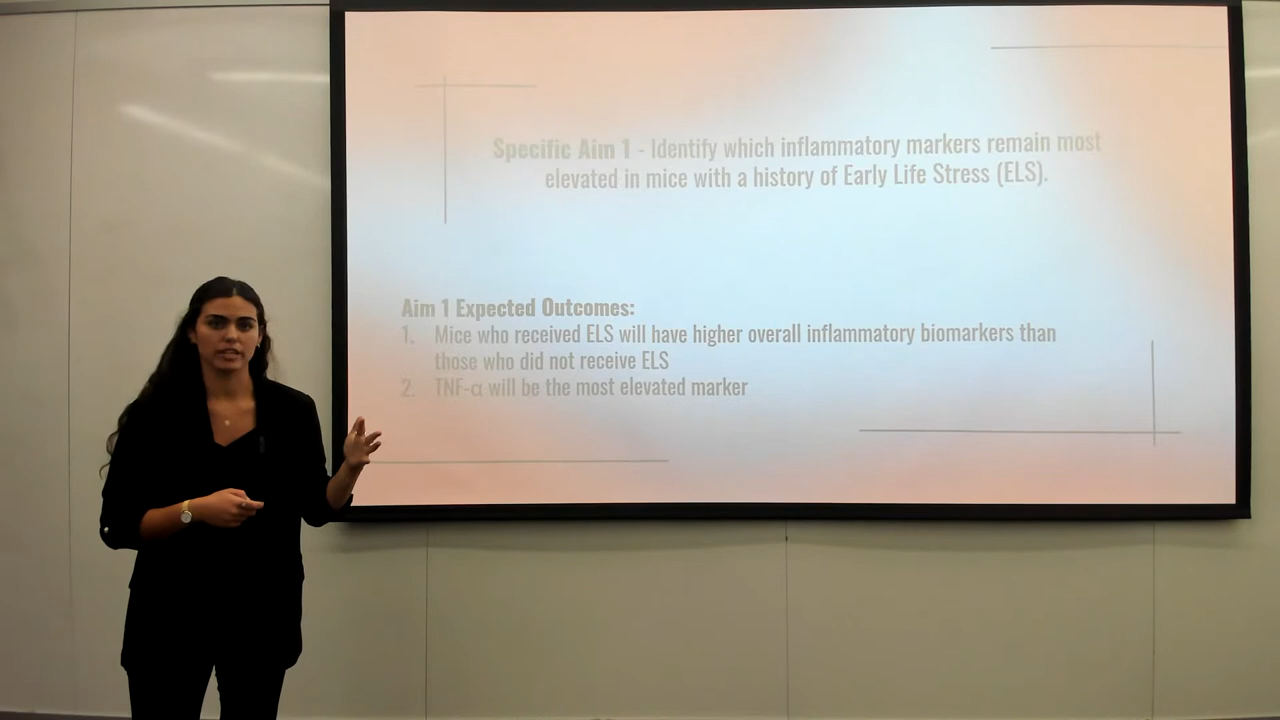 Specific Aim 1 - Identify which inflammatory markers remain most
elevated in mice with a history of Early Life Stress (ELS).
Aim 1 Expected Outcomes:
1. Mice who received ELS will have higher overall inflammatory biomarkers than
those who did not receive ELS
2. TNF-α will be the most elevated marker